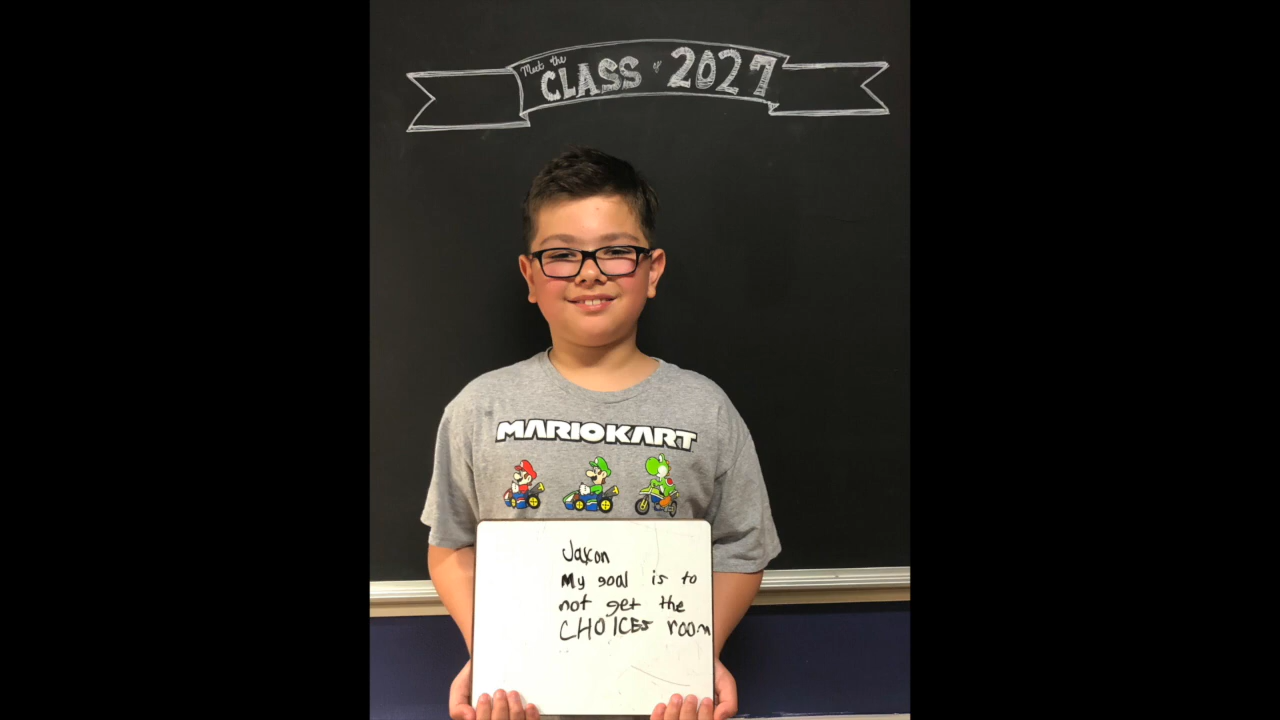 Meet the
CLASS of 2027
MARIOKART
Jaxon
My goal is to
not get the
CHOICES room